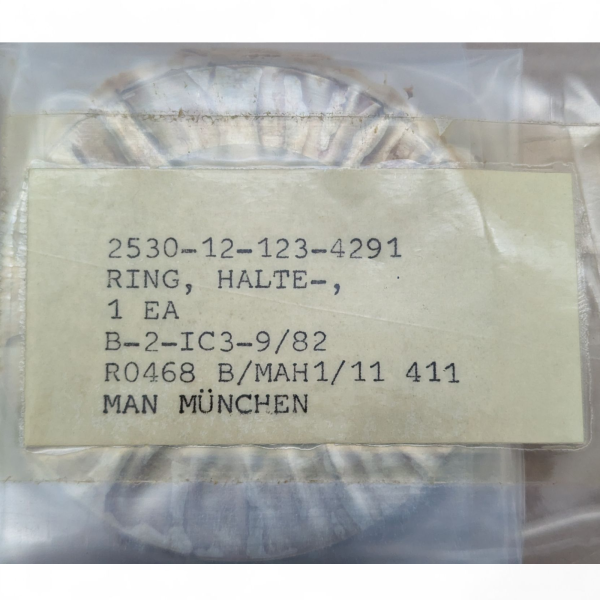 2530-12-123-4291
RING, HALTE-,
1 EA
B-2-IC3-9/82
R0468 B/MAH1/11 411
MAN MÜNCHEN